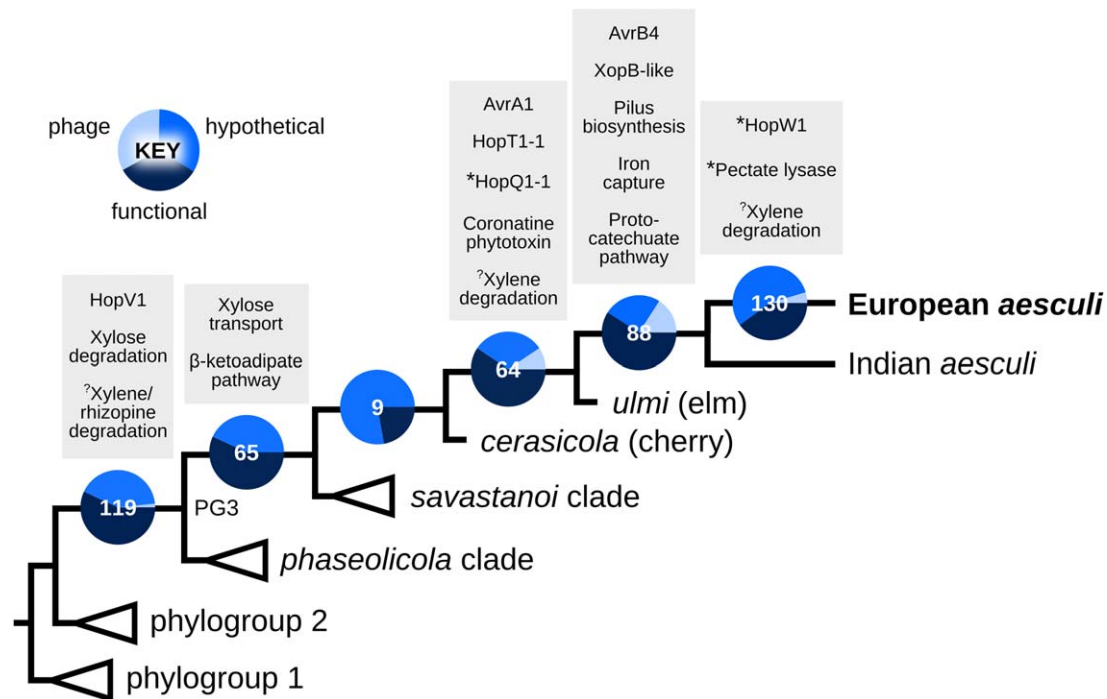 AvrB4
XopB-like
Pilus
biosynthesis
Iron
capture
Proto-
catechuate
pathway
AvrA1
HopT1-1
*HopQ1-1
Coronatine
phytotoxin
?Xylene
degradation
*HopW1
*Pectate lysase
?Xylene
degradation
phage
KEY
hypothetical
functional
HopV1
Xylose
degradation
?Xylene/
rhizopine
degradation
Xylose
transport
β-ketoadipate
pathway
130
European aesculi
88
Indian aesculi
64
ulmi (elm)
9
cerasicola (cherry)
65
savastanoi clade
119
PG3
phaseolicola clade
phylogroup 2
phylogroup 1